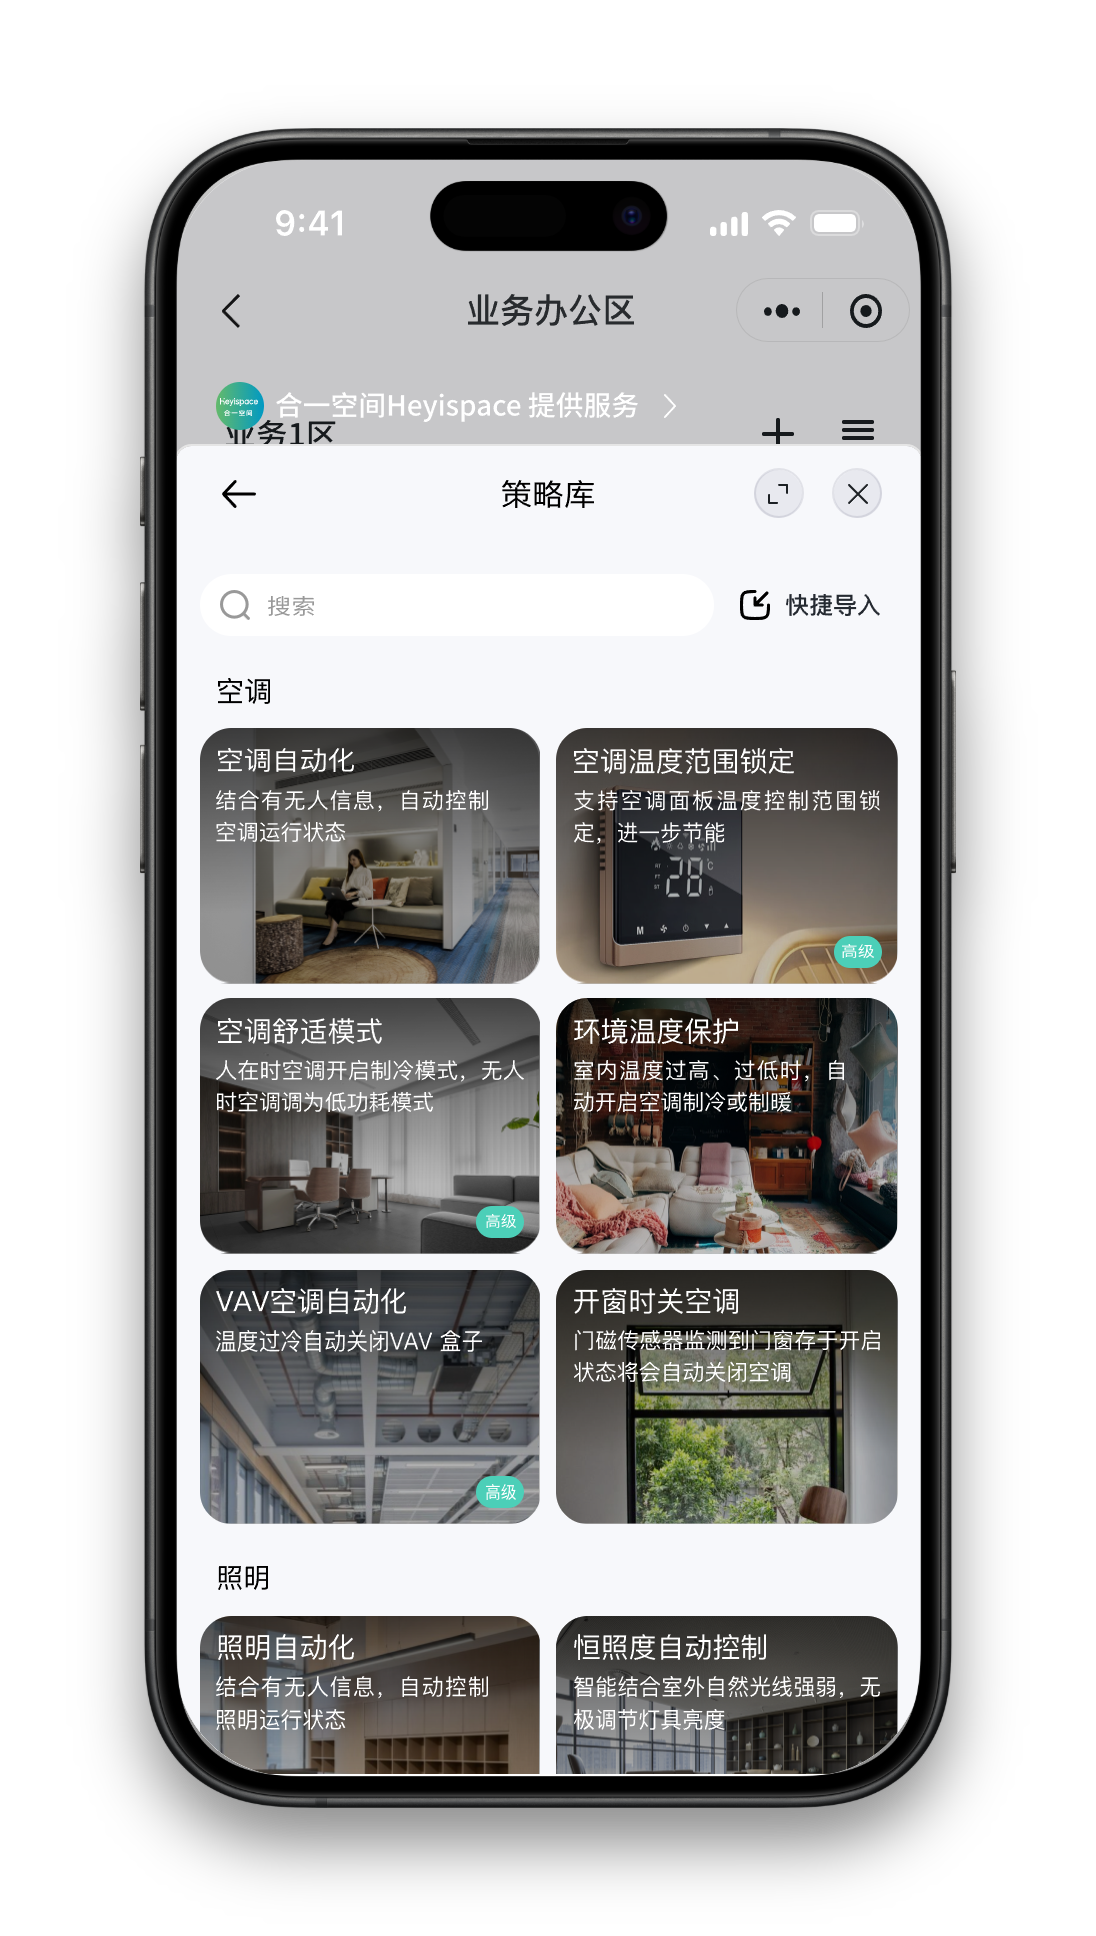 9:41
业务办公区
Heyispace
合一空间
合一空间Heyispace 提供服务
业务1区
策略库
搜索
快捷导入
空调
空调自动化
结合有无人信息，自动控制
空调运行状态
空调温度范围锁定
支持空调面板温度控制范围锁
定，进一步节能
28
°C
M
高级
空调舒适模式
人在时空调开启制冷模式，无人
时空调调为低功耗模式
高级
环境温度保护
室内温度过高、过低时，自
动开启空调制冷或制暖
VAV空调自动化
温度过冷自动关闭VAV 盒子
高级
开窗时关空调
门磁传感器监测到门窗存于开启
状态将会自动关闭空调
照明
照明自动化
结合有无人信息，自动控制
照明运行状态
恒照度自动控制
智能结合室外自然光线强弱，无
极调节灯具亮度